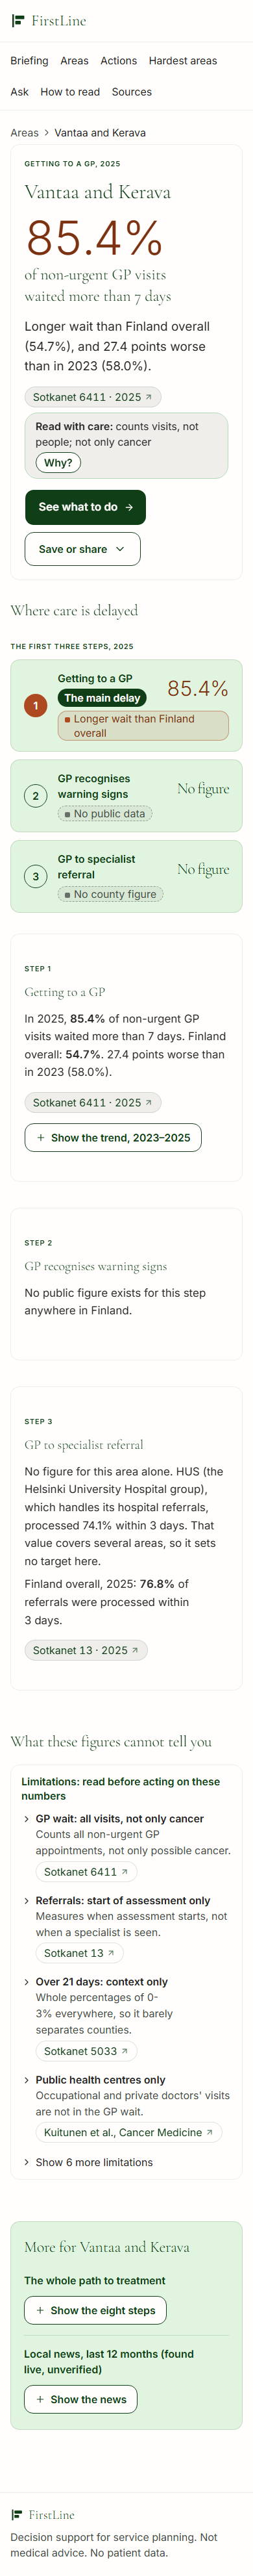 FirstLine
Briefing Areas Actions Hardest areas
Ask How to read Sources
Areas > Vantaa and Kerava
GETTING TO A GP, 2025
Vantaa and Kerava
85.4%
of non-urgent GP visits
waited more than 7 days
Longer wait than Finland overall
(54.7%), and 27.4 points worse
than in 2023 (58.0%).
Sotkanet 6411 · 2025 ↗
Read with care: counts visits, not
people; not only cancer
Why?
See what to do →
Save or share
Where care is delayed
THE FIRST THREE STEPS, 2025
1
Getting to a GP
The main delay
85.4%
Longer wait than Finland
overall
2
GP recognises
warning signs
No public data
No figure
3
GP to specialist
referral
No county figure
No figure
STEP 1
Getting to a GP
In 2025, 85.4% of non-urgent GP
visits waited more than 7 days. Finland
overall: 54.7%. 27.4 points worse than
in 2023 (58.0%).
Sotkanet 6411 · 2025 ↗
+ Show the trend, 2023–2025
STEP 2
GP recognises warning signs
No public figure exists for this step
anywhere in Finland.
STEP 3
GP to specialist referral
No figure for this area alone. HUS (the
Helsinki University Hospital group),
which handles its hospital referrals,
processed 74.1% within 3 days. That
value covers several areas, so it sets
no target here.
Finland overall, 2025: 76.8% of
referrals were processed within
3 days.
Sotkanet 13 · 2025 ↗
What these figures cannot tell you
Limitations: read before acting on these
numbers
GP wait: all visits, not only cancer
Counts all non-urgent GP
appointments, not only possible cancer.
Sotkanet 6411 ↗
Referrals: start of assessment only
Measures when assessment starts, not
when a specialist is seen.
Sotkanet 13 ↗
Over 21 days: context only
Whole percentages of 0-
3% everywhere, so it barely
separates counties.
Sotkanet 5033 ↗
Public health centres only
Occupational and private doctors' visits
are not in the GP wait.
Kuitunen et al., Cancer Medicine ↗
Show 6 more limitations
More for Vantaa and Kerava
The whole path to treatment
+ Show the eight steps
Local news, last 12 months (found
live, unverified)
+ Show the news
FirstLine
Decision support for service planning. Not
medical advice. No patient data.